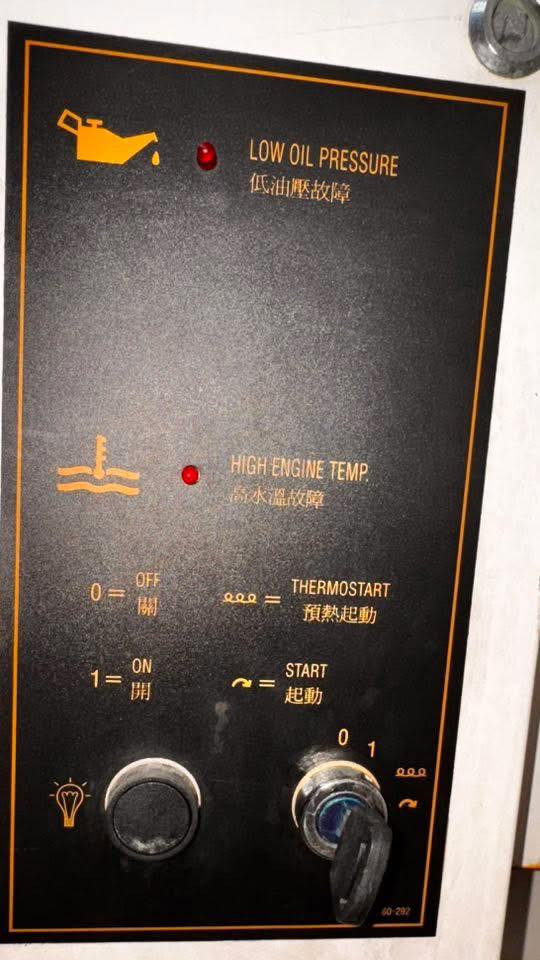 LOW OIL PRESSURE
低油壓故障
HIGH ENGINE TEMP.
高水溫故障
0 = OFF
關
= THERMOSTART
預熱起動
1 = ON
開
= START
起動
0
1
60-292